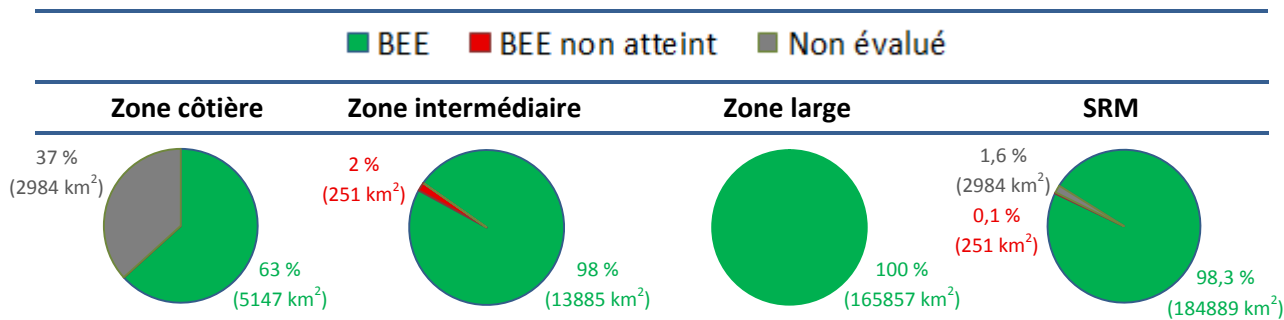 BEE BEE non atteint Non évalué
Zone côtière Zone intermédiaire Zone large SRM
37 %
(2984 km²)
63 %
(5147 km²)
2 %
(251 km²)
98 %
(13885 km²)
100 %
(165857 km²)
1,6 %
(2984 km²)
0,1 %
(251 km²)
98,3 %
(184889 km²)